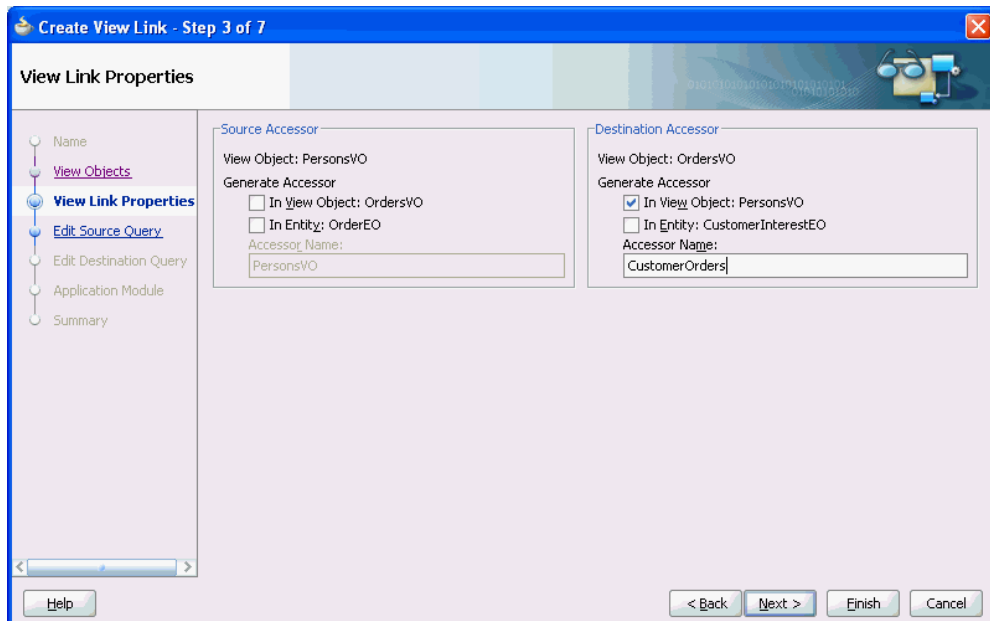 Create View Link - Step 3 of 7
View Link Properties
Name
View Objects
View Link Properties
Edit Source Query
Edit Destination Query
Application Module
Summary
Source Accessor
View Object: PersonsVO
Generate Accessor
In View Object: OrdersVO
In Entity: OrderEO
Accessor Name:
PersonsVO
Destination Accessor
View Object: OrdersVO
Generate Accessor
In View Object: PersonsVO
In Entity: CustomerInterestEO
Accessor Name:
CustomerOrders
Help
< Back
Next >
Finish
Cancel